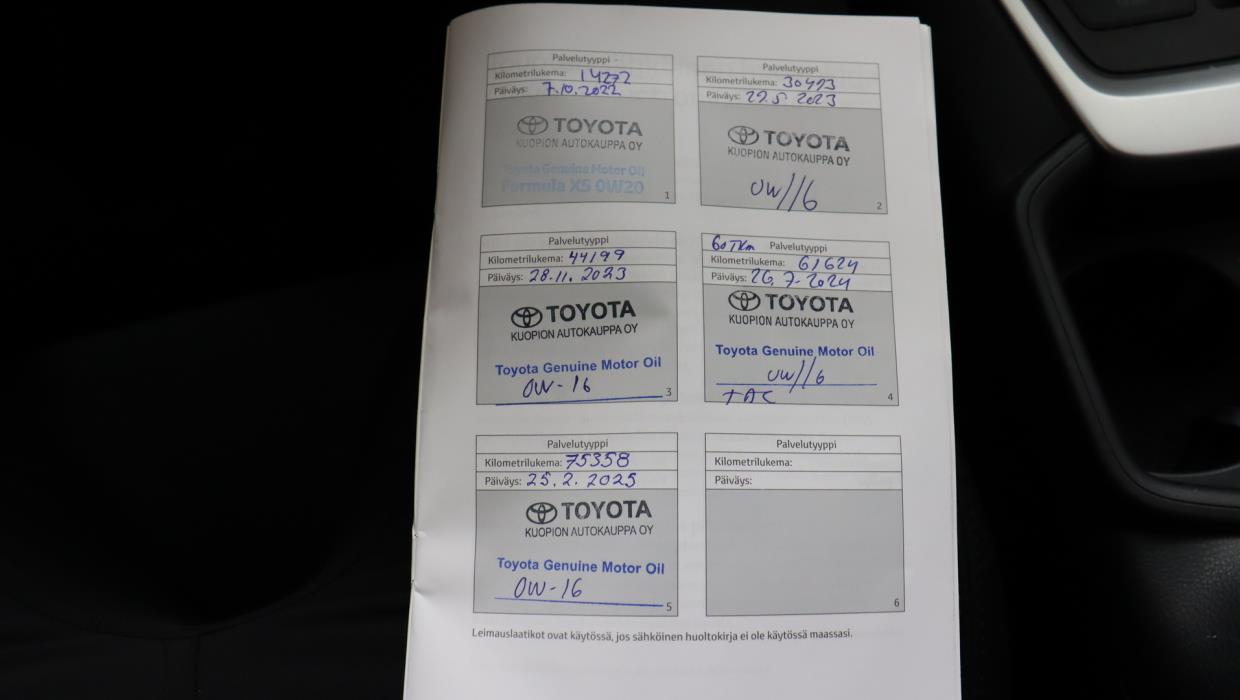 Palvelutyyppi
Kilometrilukema: 14272
Päiväys: 7.10.2022
TOYOTA
KUOPION AUTOKAUPPA OY
Toyota Genuine Motor Oil
Formula XS 0W20
1
Palvelutyyppi
Kilometrilukema: 30493
Päiväys: 22.5 2023
TOYOTA
KUOPION AUTOKAUPPA OY
0W//6
2
Palvelutyyppi
Kilometrilukema: 44199
Päiväys: 28.11.2023
TOYOTA
KUOPION AUTOKAUPPA OY
Toyota Genuine Motor Oil
0W-16
3
60TKm Palvelutyyppi
Kilometrilukema: 61624
Päiväys: 26.7.2024
TOYOTA
KUOPION AUTOKAUPPA OY
Toyota Genuine Motor Oil
0W//6
TAC
4
Palvelutyyppi
Kilometrilukema: 75358
Päiväys: 25.2.2025
TOYOTA
KUOPION AUTOKAUPPA OY
Toyota Genuine Motor Oil
0W-16
5
Palvelutyyppi
Kilometrilukema:
Päiväys:
6
Leimauslaatikot ovat käytössä, jos sähköinen huoltokirja ei ole käytössä maassasi.